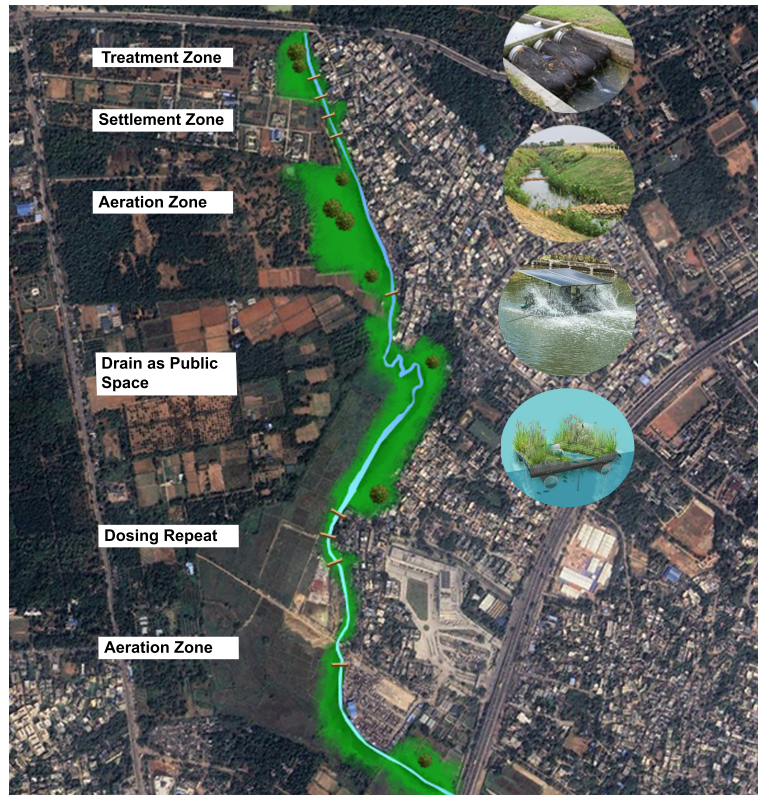 Treatment Zone
Settlement Zone
Aeration Zone
Drain as Public
Space
Dosing Repeat
Aeration Zone